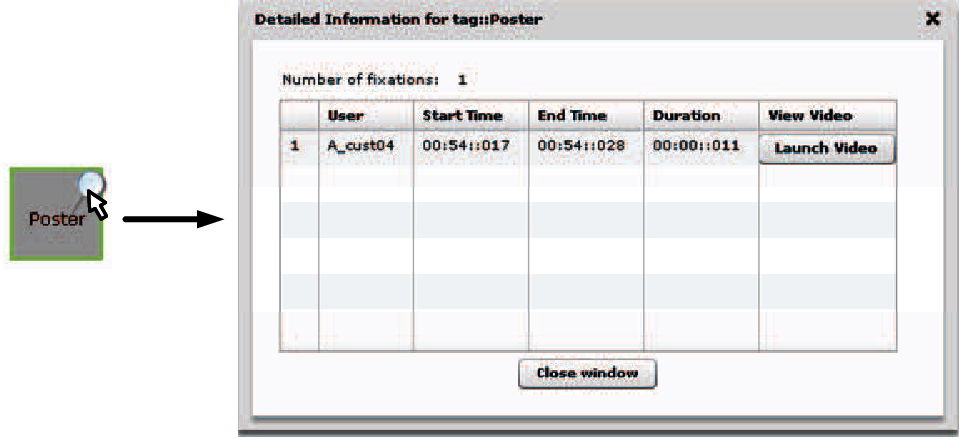 Detailed Information for tag::Poster
Number of fixations: 1
User Start Time End Time Duration View Video
1 A_cust04 00:54::017 00:54::028 00:00::011 Launch Video
Poster
Close window